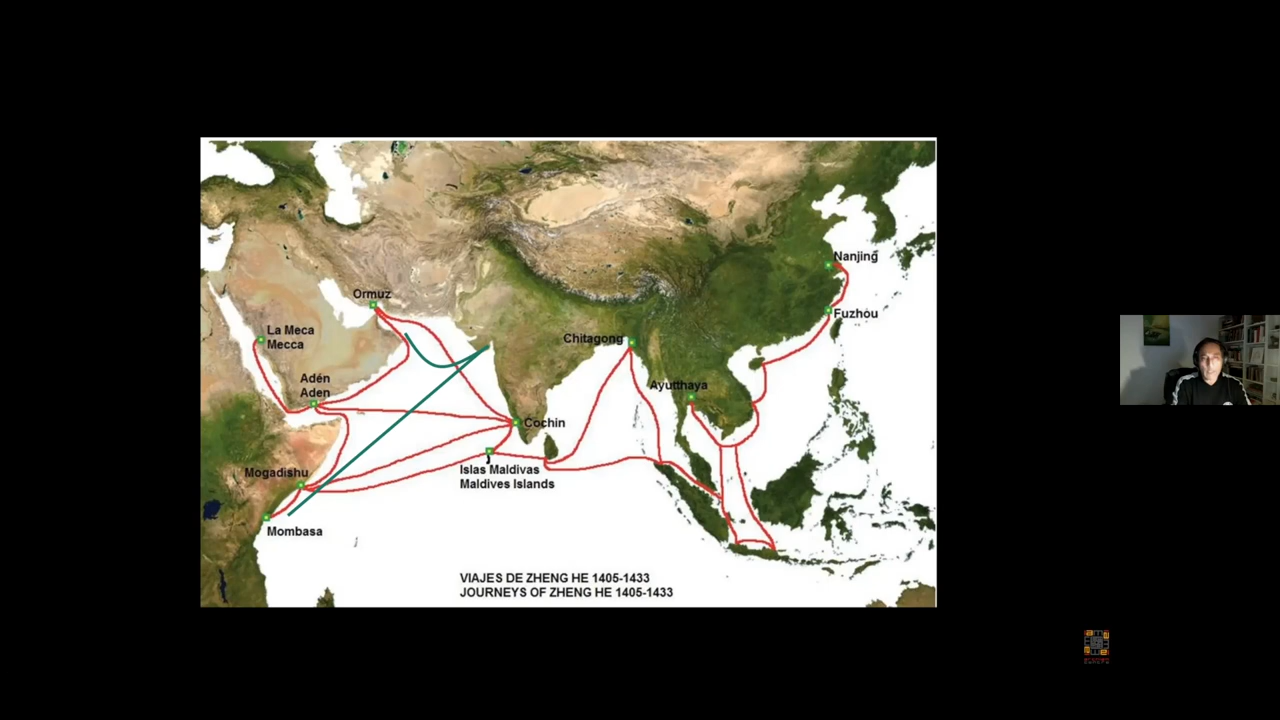 Nanjing
Ormuz
Fuzhou
La Meca
Mecca
Chitagong
Adén
Aden
Ayutthaya
Cochin
Mogadishu
Islas Maldivas
Maldives Islands
Mombasa
VIAJES DE ZHENG HE 1405-1433
JOURNEYS OF ZHENG HE 1405-1433